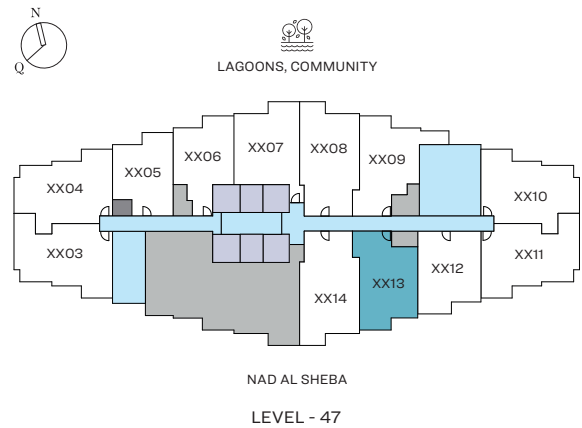 N
Q
LAGOONS, COMMUNITY
XX04
XX05
XX06
XX07
XX08
XX09
XX10
XX03
XX14
XX13
XX12
XX11
NAD AL SHEBA
LEVEL - 47